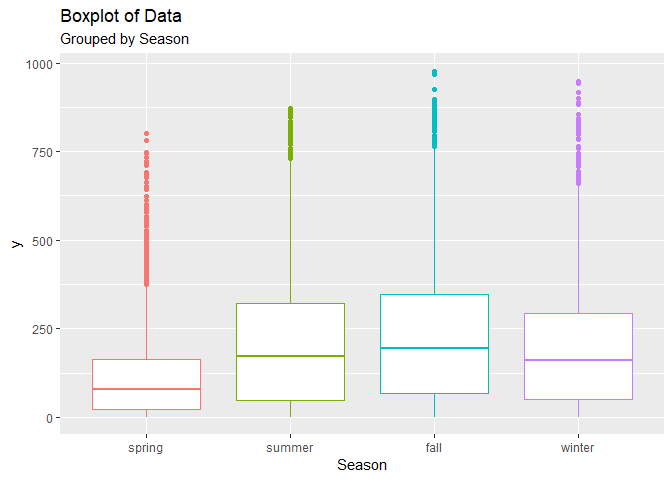 Boxplot of Data
Grouped by Season
1000
750
500
250
0
y
spring summer fall winter
Season